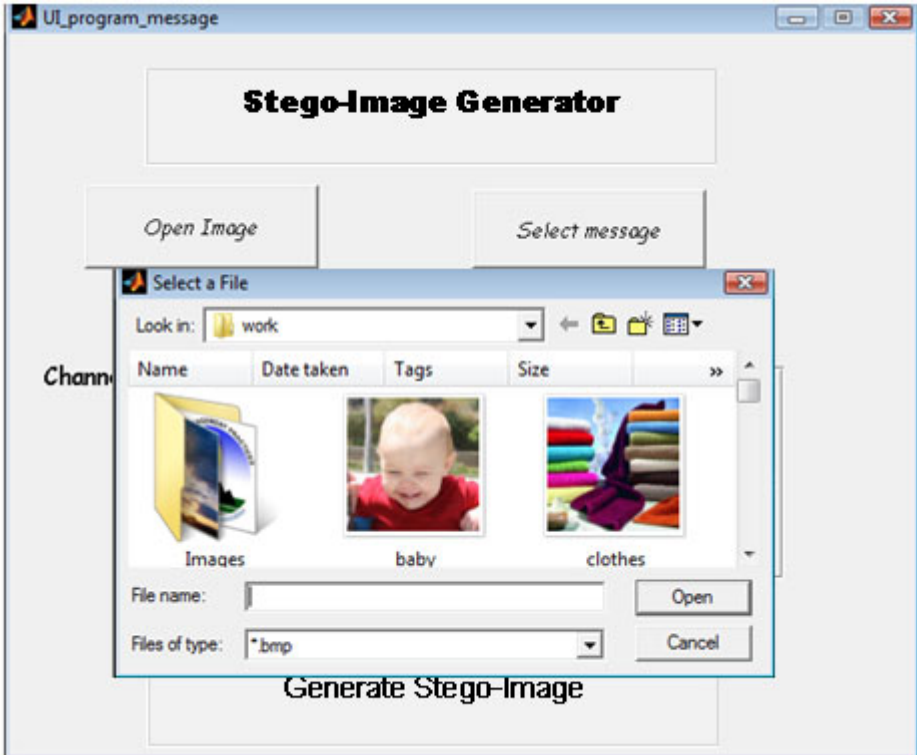 UI_program_message
Stego-Image Generator
Open Image
Select message
Select a File
Look in: work
Name Date taken Tags Size »
Chann
Images baby clothes
File name:
Open
Files of type: *.bmp
Cancel
Generate Stego-Image